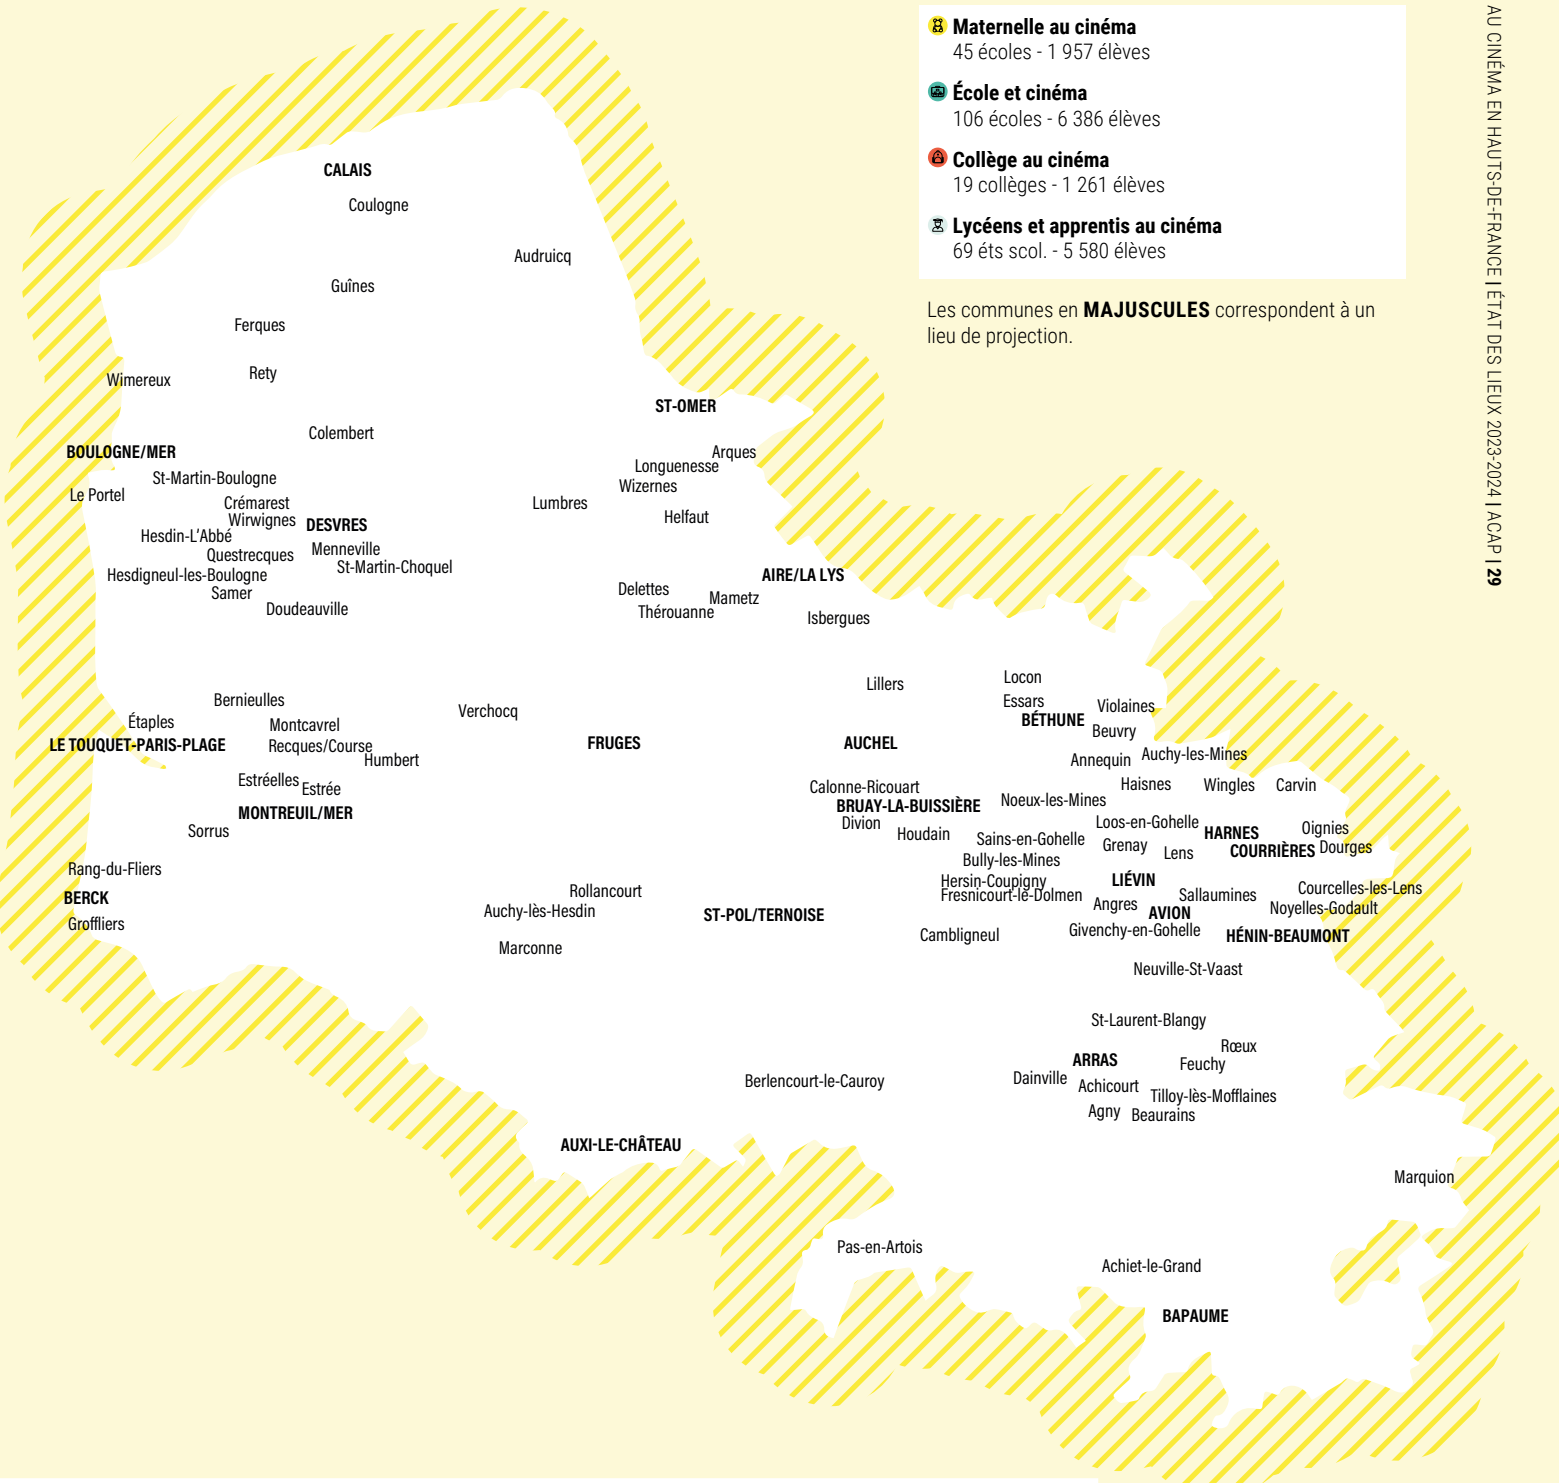 Maternelle au cinéma
45 écoles - 1 957 élèves
École et cinéma
106 écoles - 6 386 élèves
Collège au cinéma
19 collèges - 1 261 élèves
Lycéens et apprentis au cinéma
69 éts scol. - 5 580 élèves
Les communes en MAJUSCULES correspondent à un
lieu de projection.
AU CINÉMA EN HAUTS-DE-FRANCE | ÉTAT DES LIEUX 2023-2024 | ACAP | 29
CALAIS
Coulogne
Audruicq
Guînes
Ferques
Rety
Wimereux
ST-OMER
Colembert
BOULOGNE/MER
Arques
Longuenesse
St-Martin-Boulogne
Wizernes
Le Portel
Crémarest
Lumbres
Wirwignes
Helfaut
DESVRES
Hesdin-L'Abbé
Menneville
Questrecques
St-Martin-Choquel
Hesdigneul-les-Boulogne
AIRE/LA LYS
Samer
Delettes
Mametz
Doudeauville
Thérouanne
Isbergues
Locon
Lillers
Bernieulles
Essars
Violaines
Verchocq
Étaples
BÉTHUNE
Montcavrel
Beuvry
LE TOUQUET-PARIS-PLAGE
Recques/Course
FRUGES
AUCHEL
Auchy-les-Mines
Humbert
Annequin
Estréelles
Estrée
Calonne-Ricouart
Haisnes
Wingles
Carvin
BRUAY-LA-BUISSIÈRE
Noeux-les-Mines
MONTREUIL/MER
Divion
Loos-en-Gohelle
Sorrus
Houdain
HARNES
Oignies
Sains-en-Gohelle
Grenay
Lens
COURRIÈRES
Dourges
Bully-les-Mines
Rang-du-Fliers
Hersin-Coupigny
LIÉVIN
Rollancourt
Fresnicourt-le-Dolmen
Sallaumines
Courcelles-les-Lens
BERCK
Angres
Noyelles-Godault
Auchy-lès-Hesdin
ST-POL/TERNOISE
AVION
Groffliers
Givenchy-en-Gohelle
Cambligneul
HÉNIN-BEAUMONT
Marconne
Neuville-St-Vaast
St-Laurent-Blangy
Rœux
ARRAS
Feuchy
Dainville
Berlencourt-le-Cauroy
Achicourt
Tilloy-lès-Mofflaines
Agny
Beaurains
AUXI-LE-CHÂTEAU
Marquion
Pas-en-Artois
Achiet-le-Grand
BAPAUME